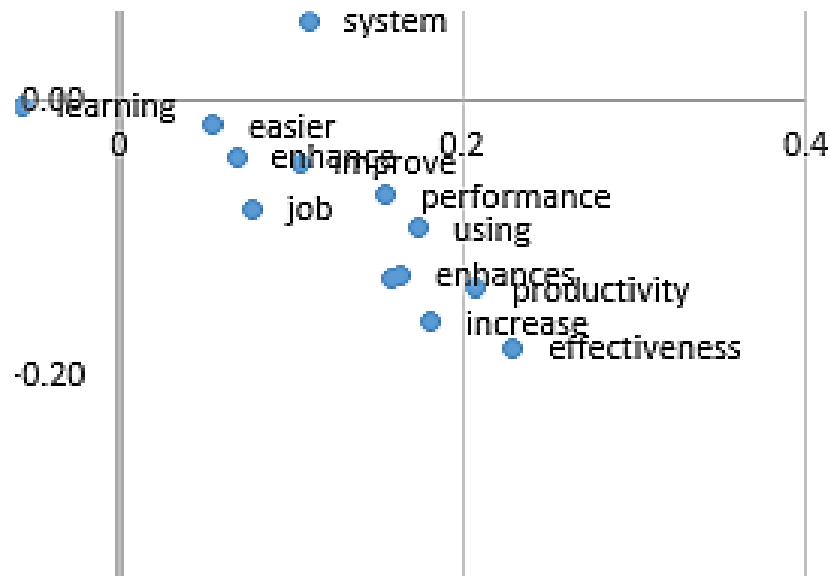 system
0.00
learning
easier
0
0.2
0.4
enhance
improve
performance
job
using
enhances
productivity
increase
effectiveness
-0.20